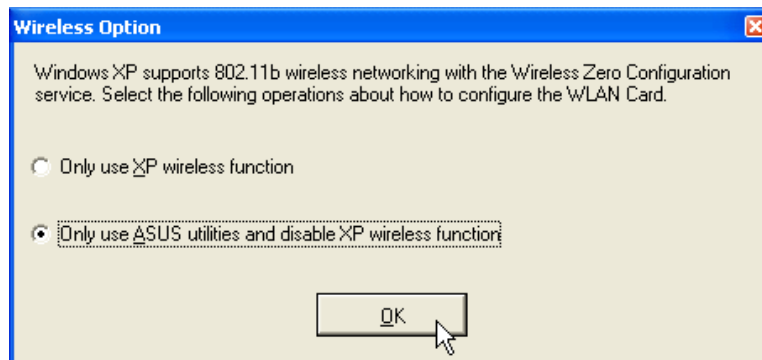 Wireless Option
Windows XP supports 802.11b wireless networking with the Wireless Zero Configuration
service. Select the following operations about how to configure the WLAN Card.
Only use XP wireless function
Only use ASUS utilities and disable XP wireless function
OK